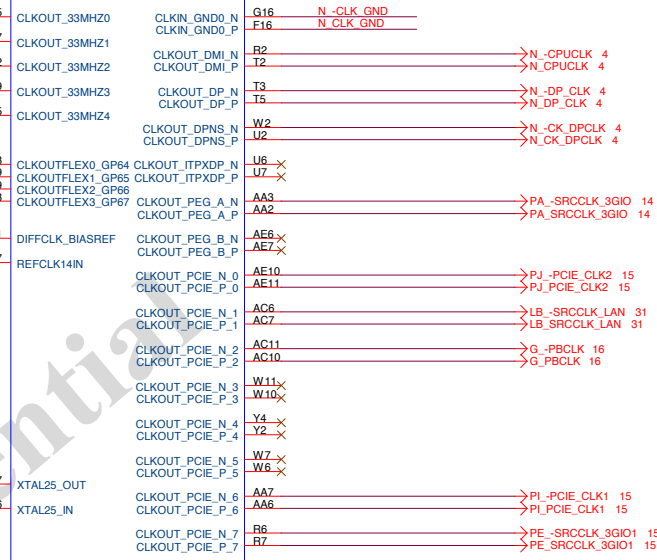 CLKOUT_33MHZ0 CLKIN_GND0_N G16 N_-CLK_GND
CLKIN_GND0_P F16 N_CLK_GND
CLKOUT_33MHZ1
CLKOUT_DMI_N R2 N_-CPUCLK 4
CLKOUT_33MHZ2 CLKOUT_DMI_P T2 N_CPUCLK 4
CLKOUT_33MHZ3 CLKOUT_DP_N T3 N_-DP_CLK 4
CLKOUT_DP_P T5 N_DP_CLK 4
CLKOUT_33MHZ4
CLKOUT_DPNS_N W2 N_-CK_DPCLK 4
CLKOUT_DPNS_P U2 N_CK_DPCLK 4
CLKOUTFLEX0_GP64 CLKOUT_ITPXDP_N U6
CLKOUTFLEX1_GP65 CLKOUT_ITPXDP_P U7
CLKOUTFLEX2_GP66
CLKOUTFLEX3_GP67 CLKOUT_PEG_A_N AA3 PA_-SRCCLK_3GIO 14
CLKOUT_PEG_A_P AA2 PA_SRCCLK_3GIO 14
DIFFCLK_BIASREF CLKOUT_PEG_B_N AE6
CLKOUT_PEG_B_P AE7
REFCLK14IN
CLKOUT_PCIE_N_0 AE10 PJ_-PCIE_CLK2 15
CLKOUT_PCIE_P_0 AE11 PJ_PCIE_CLK2 15
CLKOUT_PCIE_N_1 AC6 LB_-SRCCLK_LAN 31
CLKOUT_PCIE_P_1 AC7 LB_SRCCLK_LAN 31
CLKOUT_PCIE_N_2 AC11 G_-PBCLK 16
CLKOUT_PCIE_P_2 AC10 G_PBCLK 16
CLKOUT_PCIE_N_3 W11
CLKOUT_PCIE_P_3 W10
CLKOUT_PCIE_N_4 Y4
CLKOUT_PCIE_P_4 Y2
CLKOUT_PCIE_N_5 W7
CLKOUT_PCIE_P_5 W6
XTAL25_OUT
CLKOUT_PCIE_N_6 AA7 PI_-PCIE_CLK1 15
XTAL25_IN CLKOUT_PCIE_P_6 AA6 PI_PCIE_CLK1 15
CLKOUT_PCIE_N_7 R6 PE_-SRCCLK_3GIO1 15
CLKOUT_PCIE_P_7 R7 PE_SRCCLK_3GIO1 15
ential